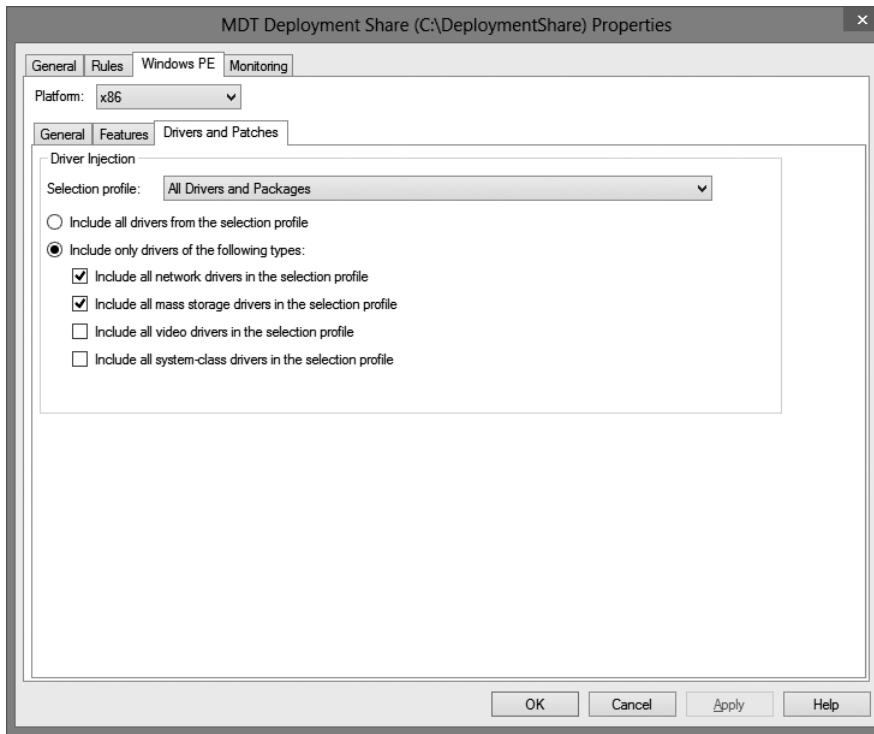 MDT Deployment Share (C:\DeploymentShare) Properties
General Rules Windows PE Monitoring
Platform: x86
General Features Drivers and Patches
Driver Injection
Selection profile: All Drivers and Packages
Include all drivers from the selection profile
Include only drivers of the following types:
Include all network drivers in the selection profile
Include all mass storage drivers in the selection profile
Include all video drivers in the selection profile
Include all system-class drivers in the selection profile
OK Cancel Apply Help